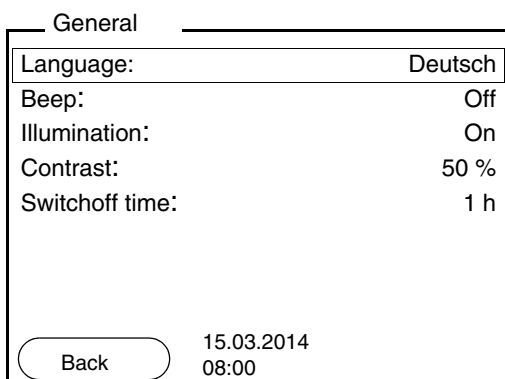 General
Language: Deutsch
Beep: Off
Illumination: On
Contrast: 50 %
Switchoff time: 1 h
15.03.2014
Back 08:00